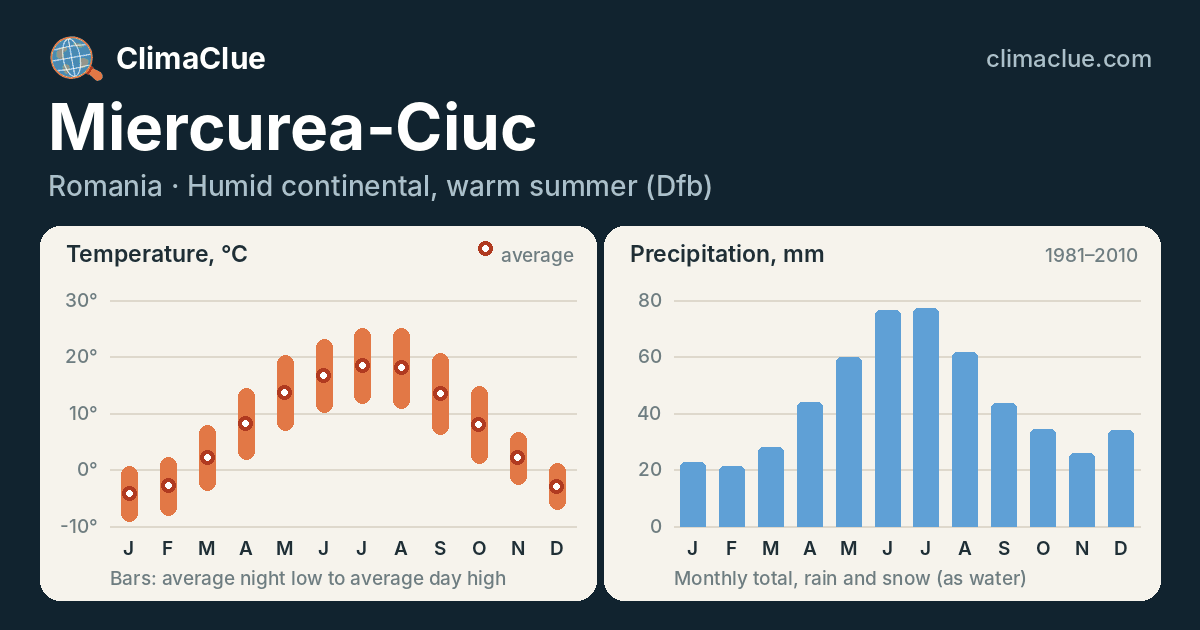 ClimaClue
climaclue.com
Miercurea-Ciuc
Romania · Humid continental, warm summer (Dfb)
Temperature, °C
average
30°
20°
10°
0°
-10°
J F M A M J J A S O N D
Bars: average night low to average day high
Precipitation, mm
1981–2010
80
60
40
20
0
J F M A M J J A S O N D
Monthly total, rain and snow (as water)